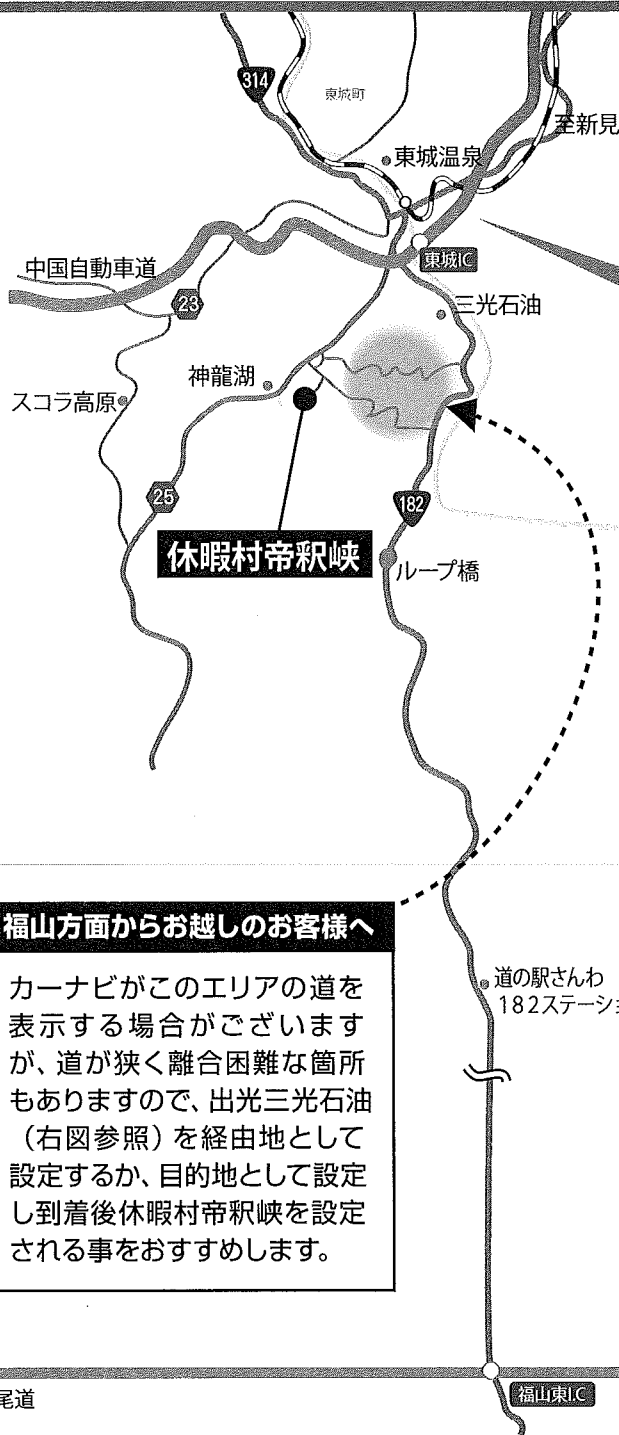 314
東城町
至新見
東城温泉
東城IC
中国自動車道
23
三光石油
神龍湖
スコラ高原
25
182
休暇村帝釈峡
ループ橋
福山方面からお越しのお客様へ
カーナビがこのエリアの道を
表示する場合がございます
が、道が狭く離合困難な箇所
もありますので、出光三光石油
(右図参照)を経由地として
設定するか、目的地として設定
し到着後休暇村帝釈峡を設定
される事をおすすめします。
道の駅さんわ
182ステーショ
尾道
福山東I.C